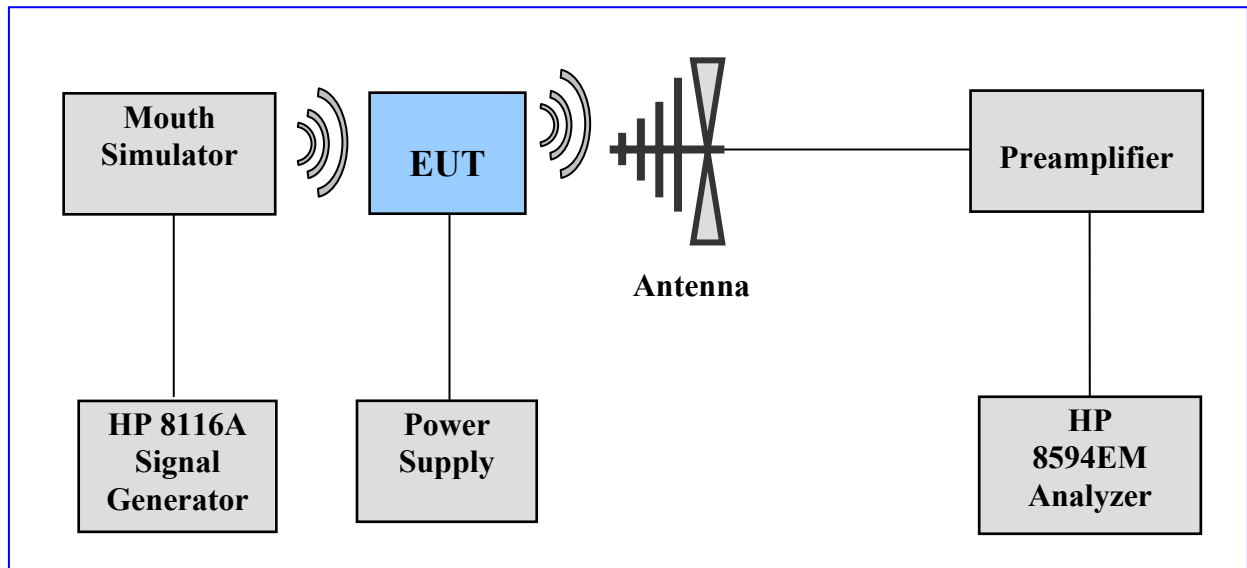 Mouth
Simulator
EUT
Preamplifier
Antenna
HP 8116A
Signal
Generator
Power
Supply
HP
8594EM
Analyzer